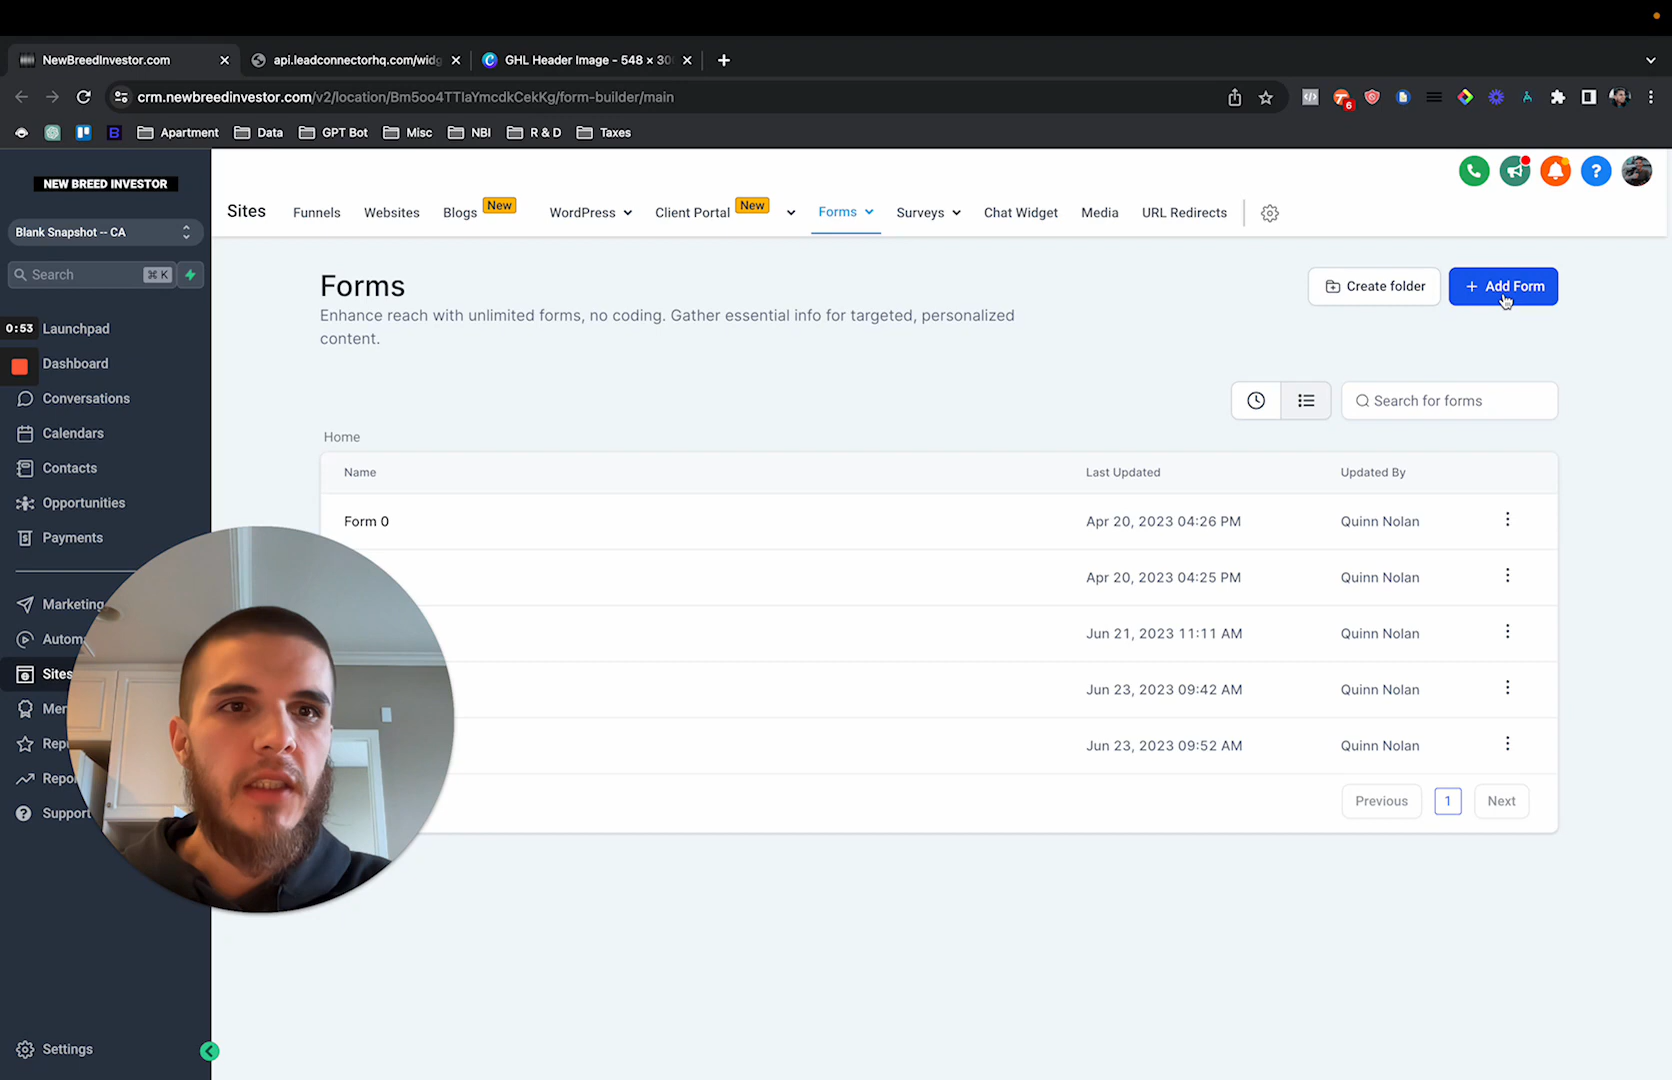 NewBreedInvestor.com
api.leadconnectorhq.com/widg
GHL Header Image - 548 × 30
crm.newbreedinvestor.com/v2/location/Bm5oo4TTlaYmcdkCekKg/form-builder/main
6
Apartment
Data
GPT Bot
Misc
NBI
R & D
Taxes
NEW BREED INVESTOR
Blank Snapshot -- CA
Search
⌘ K
0:53
Launchpad
Dashboard
Conversations
Calendars
Contacts
Opportunities
Payments
Marketing
Autom
Sites
Mem
Repu
Repo
Support
Settings
Sites
Funnels
Websites
Blogs
New
WordPress
Client Portal
New
Forms
Surveys
Chat Widget
Media
URL Redirects
Forms
Enhance reach with unlimited forms, no coding. Gather essential info for targeted, personalized
content.
Create folder
+ Add Form
Search for forms
Home
Name Last Updated Updated By
Form 0 Apr 20, 2023 04:26 PM Quinn Nolan
Apr 20, 2023 04:25 PM Quinn Nolan
Jun 21, 2023 11:11 AM Quinn Nolan
Jun 23, 2023 09:42 AM Quinn Nolan
Jun 23, 2023 09:52 AM Quinn Nolan
Previous 1 Next